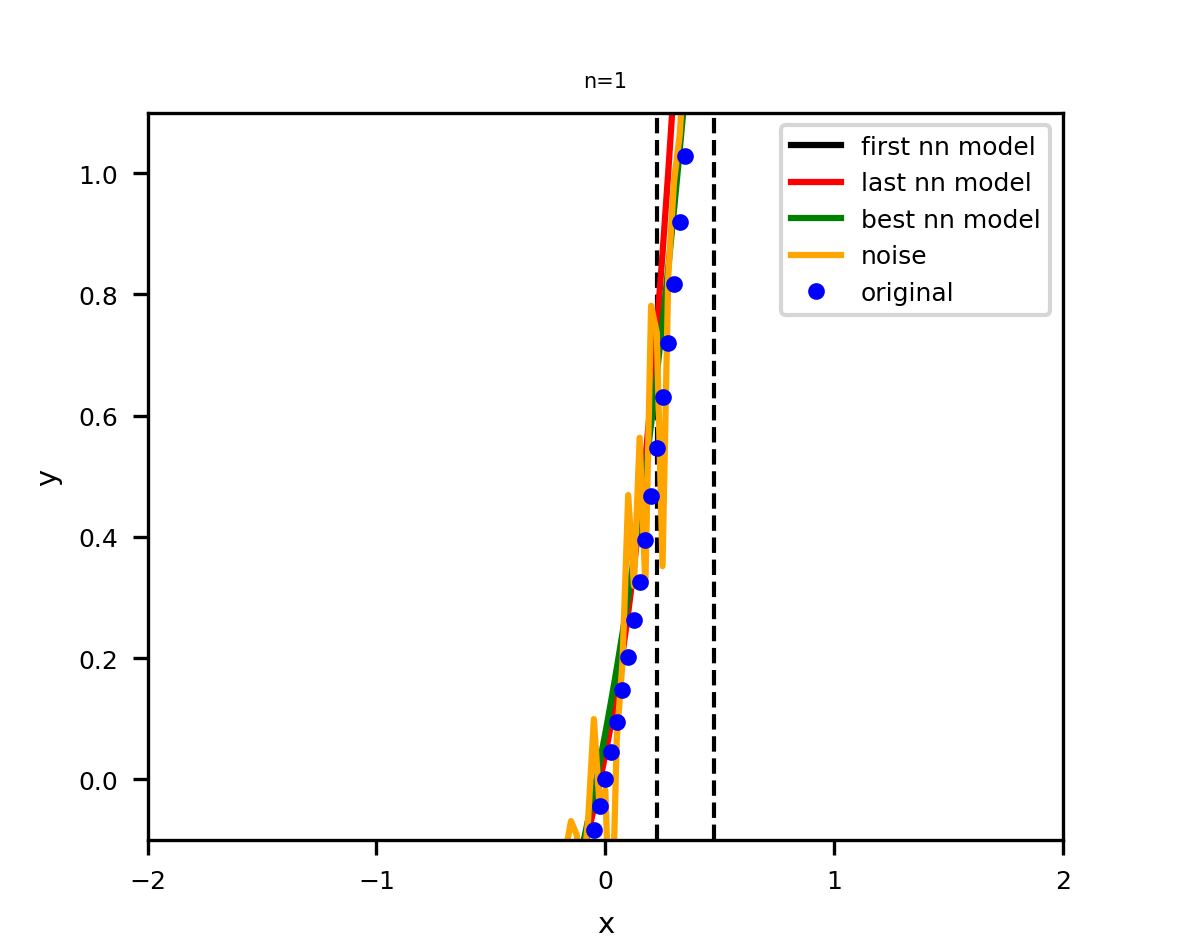 n=1
first nn model
last nn model
best nn model
noise
original
1.0
0.8
0.6
0.4
0.2
0.0
y
−2
−1
0
1
2
x